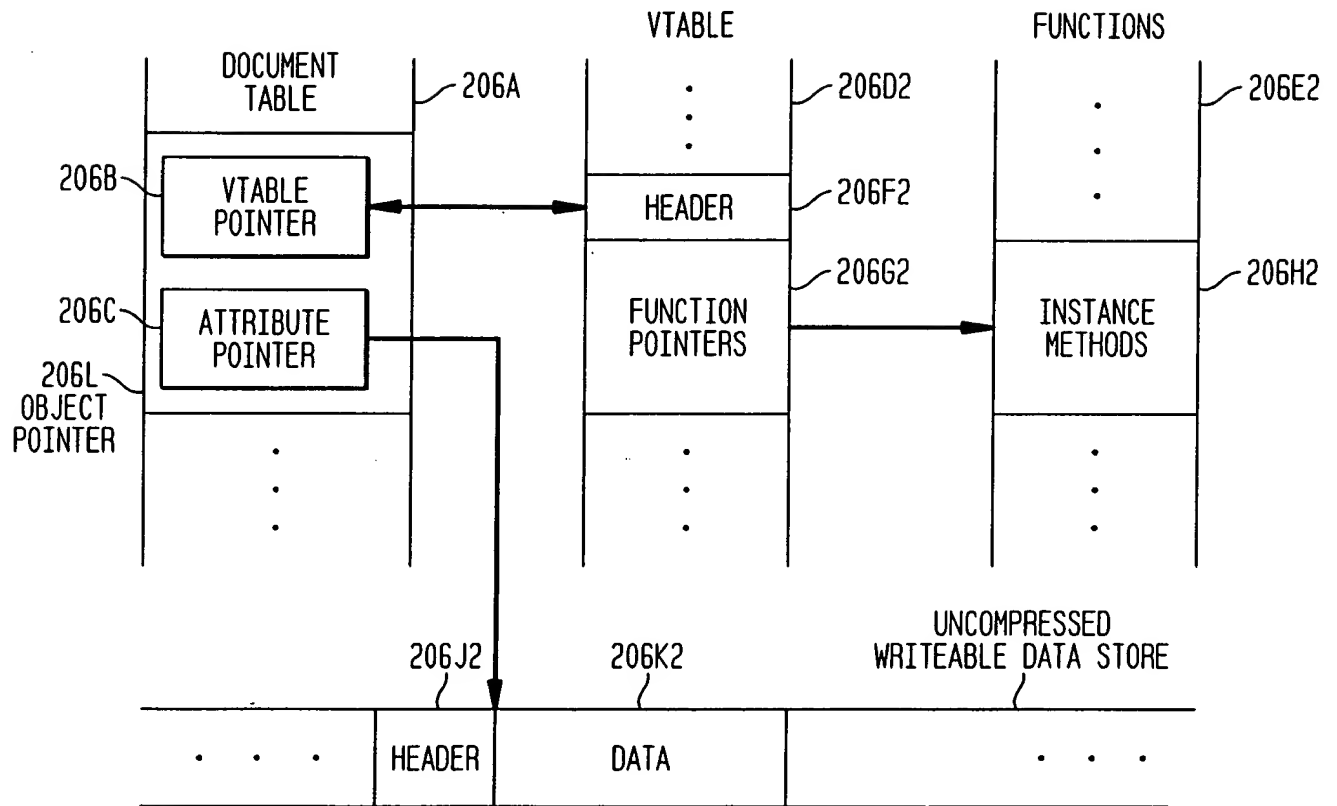 VTABLE
FUNCTIONS
DOCUMENT
TABLE
206A
206D2
206E2
206B
VTABLE
POINTER
HEADER
206F2
206C
ATTRIBUTE
POINTER
206G2
FUNCTION
POINTERS
206H2
INSTANCE
METHODS
206L
OBJECT
POINTER
206J2
206K2
UNCOMPRESSED
WRITEABLE DATA STORE
HEADER
DATA